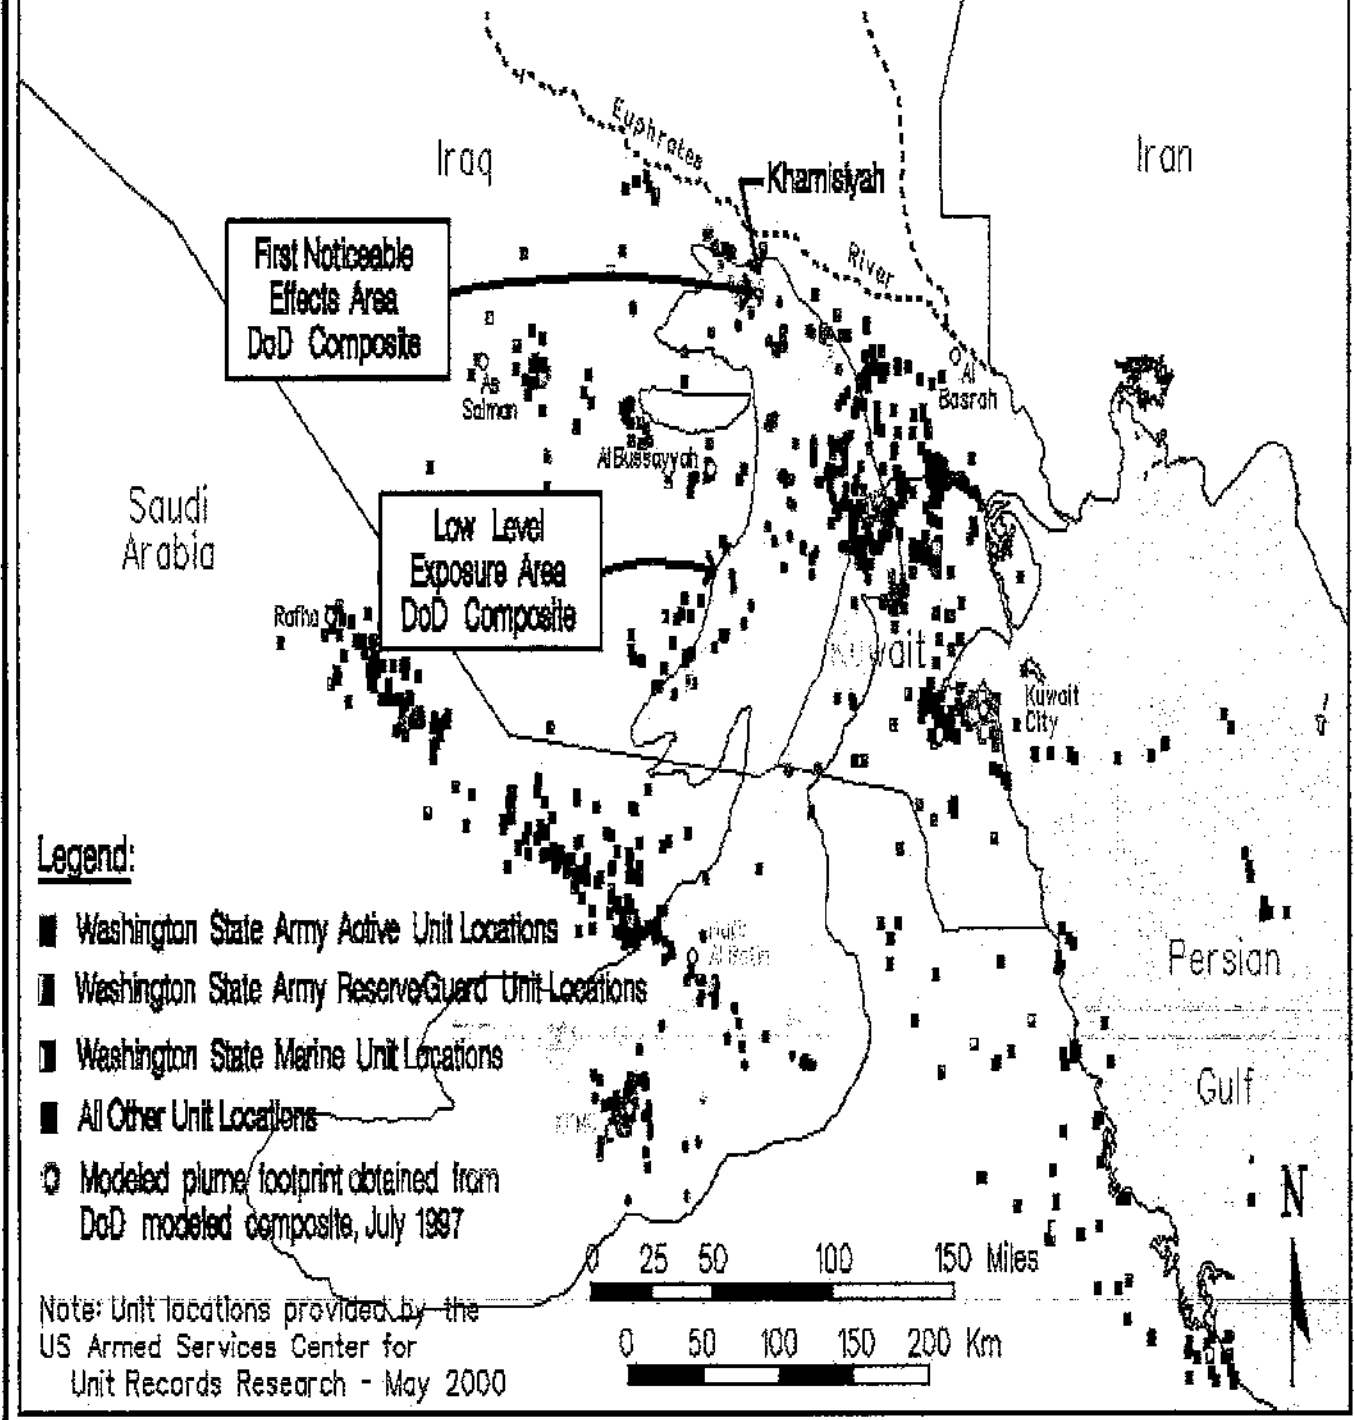 Iraq
Euphrates
River
Iran
Khamisiyah
First Noticeable
Effects Area
DoD Composite
As
Salman
Al
Basrah
Al Bussayyah
Saudi
Arabia
Low Level
Exposure Area
DoD Composite
Rafha
Kuwait
Kuwait
City
Legend:
Washington State Army Active Unit Locations
Washington State Army Reserve/Guard Unit Locations
Washington State Marine Unit Locations
All Other Unit Locations
Modeled plume footprint obtained from
DoD modeled composite, July 1997
Al Batin
KKMC
Persian
Gulf
N
0 25 50 100 150 Miles
0 50 100 150 200 Km
Note: Unit locations provided by the
US Armed Services Center for
Unit Records Research - May 2000